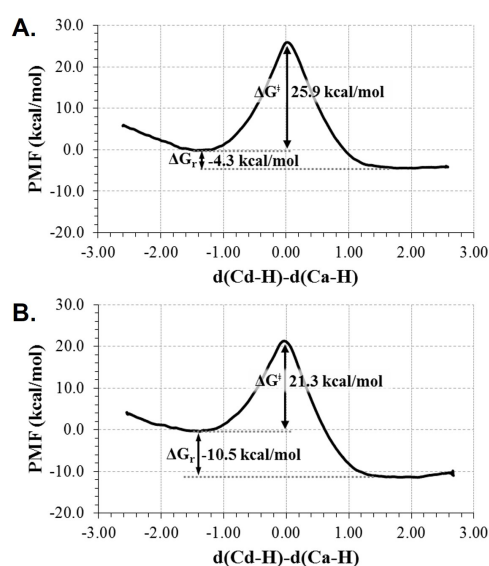 A.
30.0
20.0
ΔG‡ 25.9 kcal/mol
10.0
0.0
ΔGr -4.3 kcal/mol
-10.0
-20.0
PMF (kcal/mol)
-3.00 -2.00 -1.00 0.00 1.00 2.00 3.00
d(Cd-H)-d(Ca-H)
B.
30.0
20.0
ΔG‡ 21.3 kcal/mol
10.0
0.0
ΔGr -10.5 kcal/mol
-10.0
-20.0
PMF (kcal/mol)
-3.00 -2.00 -1.00 0.00 1.00 2.00 3.00
d(Cd-H)-d(Ca-H)